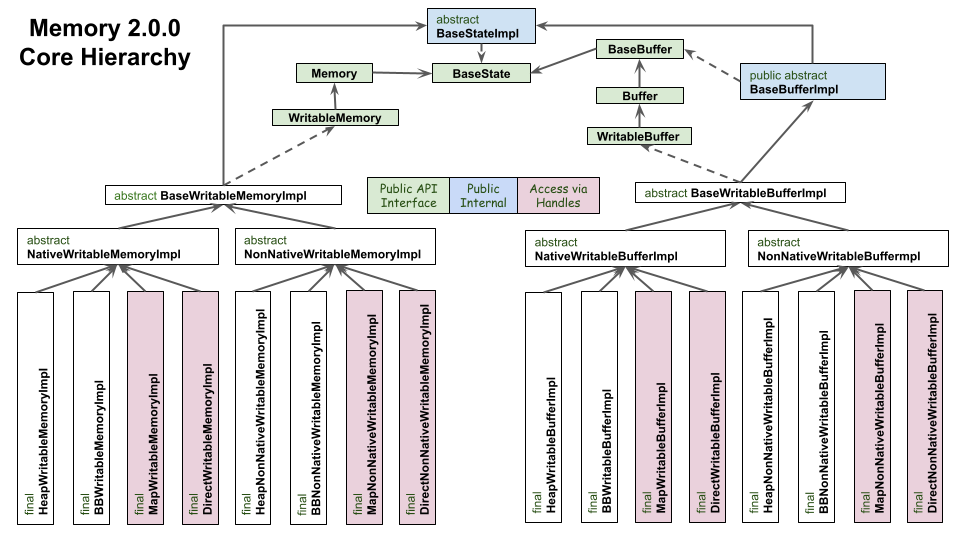 Memory 2.0.0
Core Hierarchy
abstract
BaseStateImpl
BaseState
Memory
WritableMemory
BaseBuffer
Buffer
WritableBuffer
public abstract
BaseBufferImpl
abstract BaseWritableMemoryImpl
Public API
Interface
Public
Internal
Access via
Handles
abstract BaseWritableBufferImpl
abstract
NativeWritableMemoryImpl
abstract
NonNativeWritableMemoryImpl
abstract
NativeWritableBufferImpl
abstract
NonNativeWritableBuffermpl
final
HeapWritableMemoryImpl
final
BBWritableMemoryImpl
final
MapWritableMemoryImpl
final
DirectWritableMemoryImpl
final
HeapNonNativeWritableMemoryImpl
final
BBNonNativeWritableMemoryImpl
final
MapNonNativeWritableMemoryImpl
final
DirectNonNativeWritableMemoryImpl
final
HeapWritableBufferImpl
final
BBWritableBufferImpl
final
MapWritableBufferImpl
final
DirectWritableBufferImpl
final
HeapNonNativeWritableBufferImpl
final
BBNonNativeWritableBufferImpl
final
MapNonNativeWritableBufferImpl
final
DirectNonNativeWritableBufferImpl